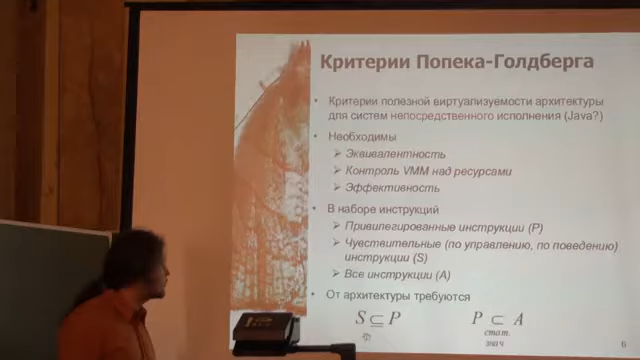 Критерии Попека-Голдберга
• Критерии полезной виртуализуемости архитектуры
для систем непосредственного исполнения (Java?)
• Необходимы
➢ Эквивалентность
➢ Контроль VMM над ресурсами
➢ Эффективность
• В наборе инструкций
➢ Привилегированные инструкции (P)
➢ Чувствительные (по управлению, по поведению)
инструкции (S)
➢ Все инструкции (A)
• От архитектуры требуются
S ⊆ P P ⊂ A
стат.
знач
6